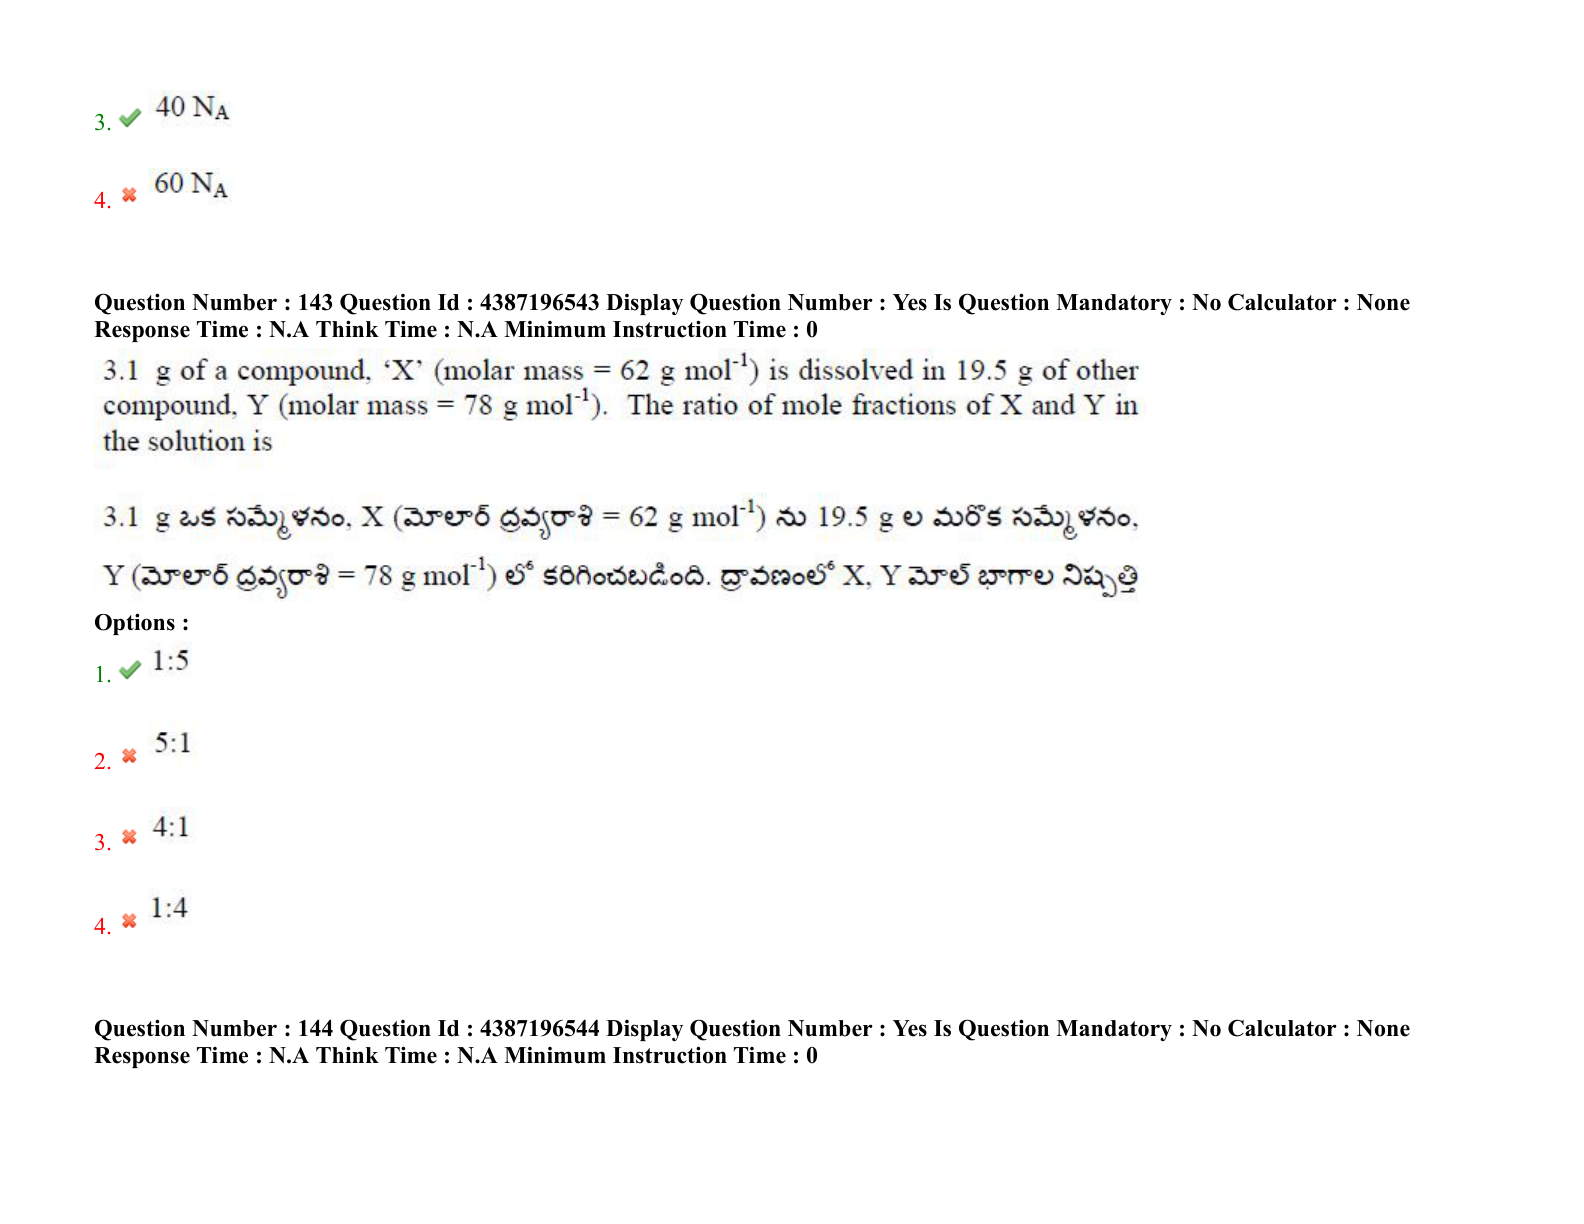 3. 40 N_A
4. 60 N_A
Question Number : 143 Question Id : 4387196543 Display Question Number : Yes Is Question Mandatory : No Calculator : None
Response Time : N.A Think Time : N.A Minimum Instruction Time : 0
3.1 g of a compound, ‘X’ (molar mass = 62 g mol⁻¹) is dissolved in 19.5 g of other
compound, Y (molar mass = 78 g mol⁻¹). The ratio of mole fractions of X and Y in
the solution is
3.1 g ఒక సమ్మేళనం, X (మోలార్ ద్రవ్యరాశి = 62 g mol⁻¹) ను 19.5 g ల మరొక సమ్మేళనం,
Y (మోలార్ ద్రవ్యరాశి = 78 g mol⁻¹) లో కరిగించబడింది. ద్రావణంలో X, Y మోల్ భాగాల నిష్పత్తి
Options :
1. 1:5
2. 5:1
3. 4:1
4. 1:4
Question Number : 144 Question Id : 4387196544 Display Question Number : Yes Is Question Mandatory : No Calculator : None
Response Time : N.A Think Time : N.A Minimum Instruction Time : 0